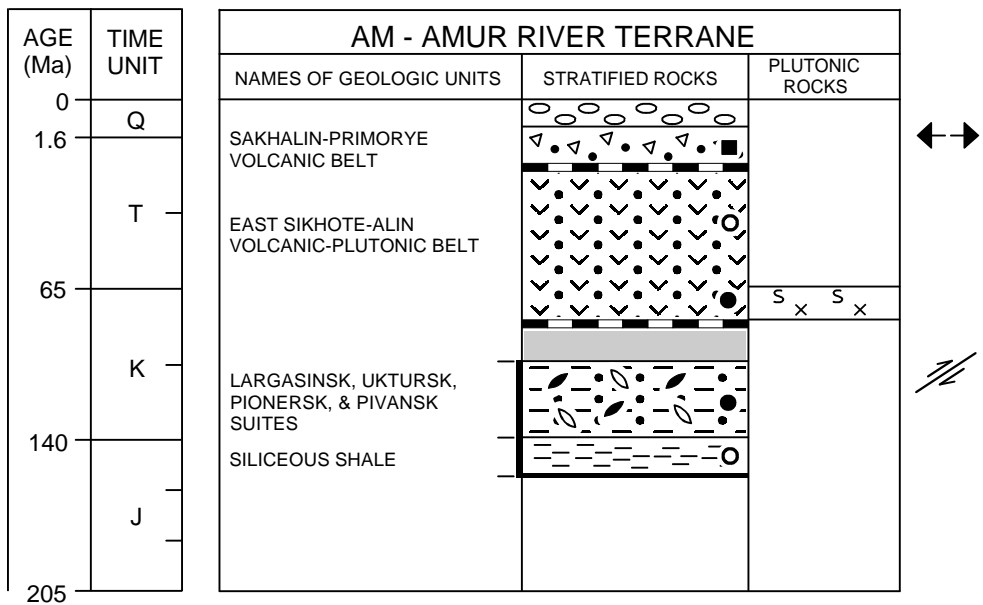 AGE
(Ma)
TIME
UNIT
AM - AMUR RIVER TERRANE
NAMES OF GEOLOGIC UNITS
STRATIFIED ROCKS
PLUTONIC
ROCKS
0
Q
1.6
SAKHALIN-PRIMORYE
VOLCANIC BELT
T
EAST SIKHOTE-ALIN
VOLCANIC-PLUTONIC BELT
65
S S
x x
K
LARGASINSK, UKTURSK,
PIONERSK, & PIVANSK
SUITES
140
SILICEOUS SHALE
J
205